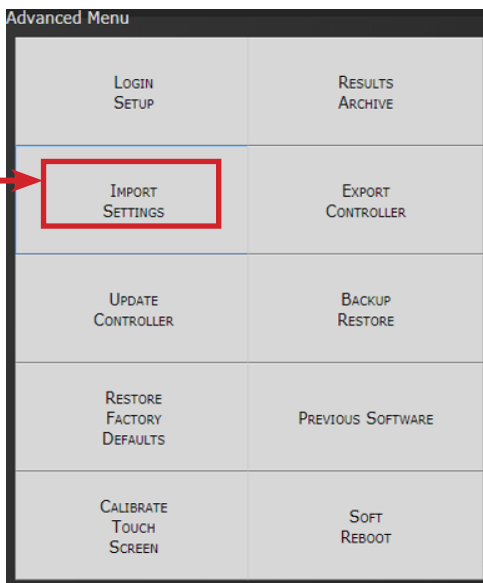 Advanced Menu
LOGIN
SETUP
RESULTS
ARCHIVE
IMPORT
SETTINGS
EXPORT
CONTROLLER
UPDATE
CONTROLLER
BACKUP
RESTORE
RESTORE
FACTORY
DEFAULTS
PREVIOUS SOFTWARE
CALIBRATE
TOUCH
SCREEN
SOFT
REBOOT